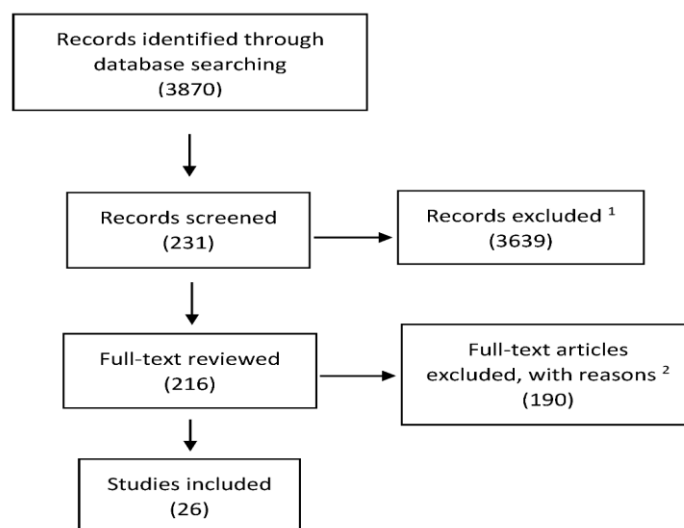 Records identified through
database searching
(3870)
Records screened
(231)
Records excluded ¹
(3639)
Full-text reviewed
(216)
Full-text articles
excluded, with reasons ²
(190)
Studies included
(26)